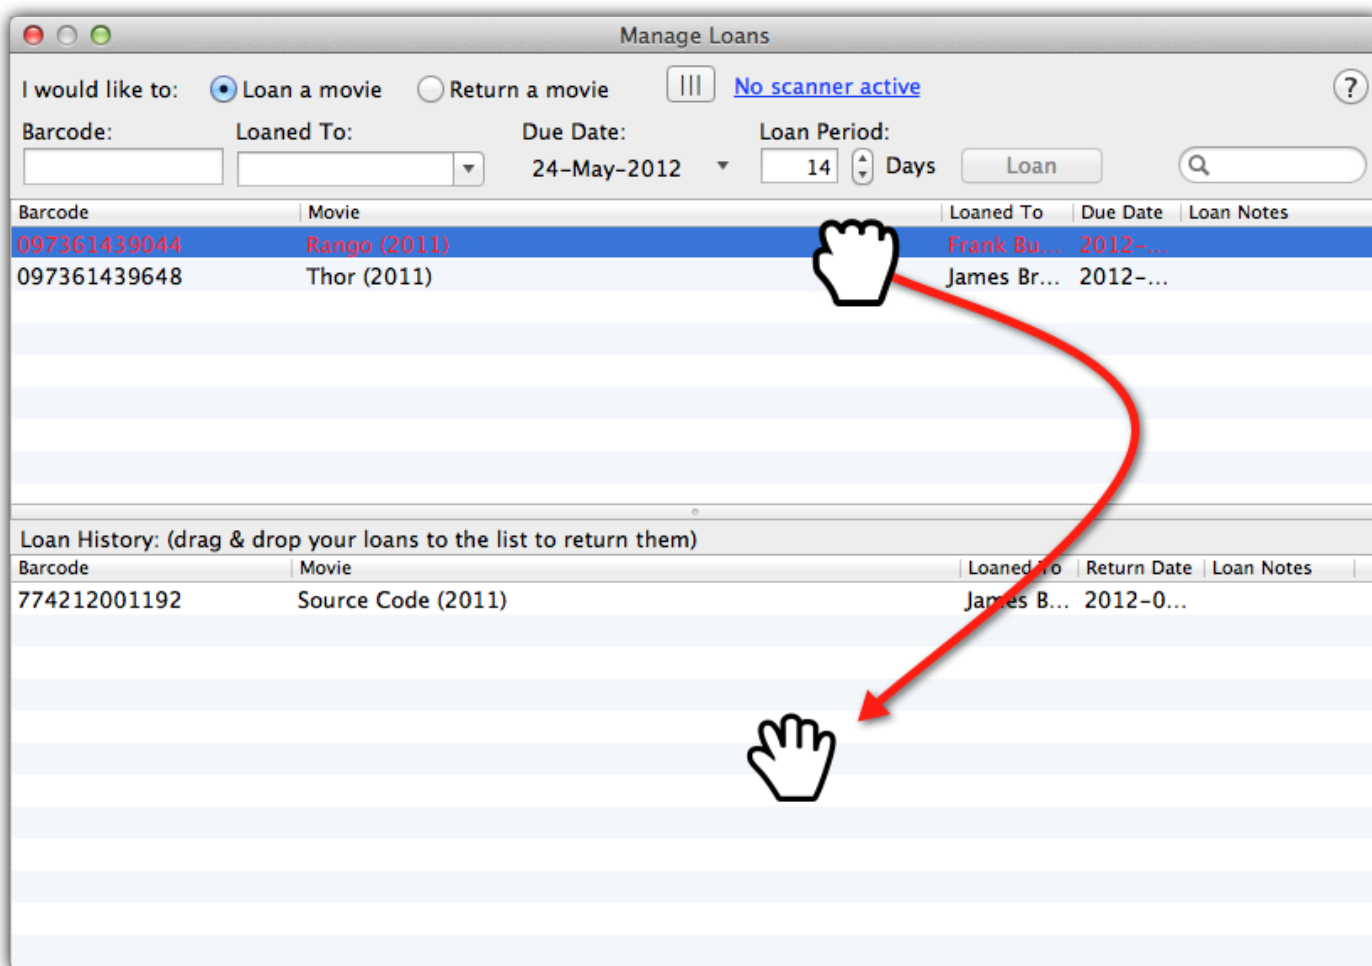 Manage Loans
I would like to: Loan a movie Return a movie No scanner active ?
Barcode: Loaned To: Due Date: Loan Period:
24-May-2012 14 Days Loan
Barcode Movie Loaned To Due Date Loan Notes
097361439044 Rango (2011) Frank Bu... 2012-...
097361439648 Thor (2011) James Br... 2012-...
Loan History: (drag & drop your loans to the list to return them)
Barcode Movie Loaned To Return Date Loan Notes
774212001192 Source Code (2011) James B... 2012-0...